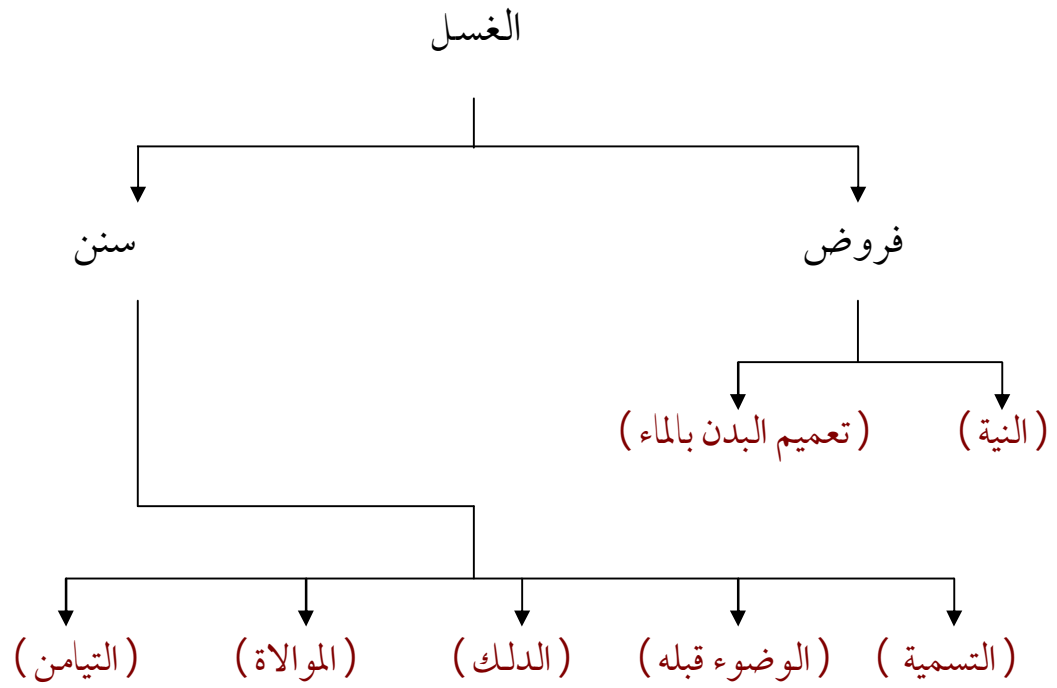 الغسل
فروض سنن
(النية) (تعميم البدن بالماء)
(التسمية) (الوضوء قبله) (الدلك) (الموالاة) (التيامن)